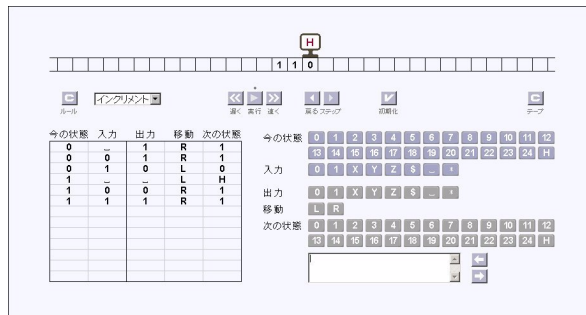 H
1 1 0
インクリメント
ルール 遅く 実行 速く 戻る ステップ 初期化 テープ
今の状態 入力 出力 移動 次の状態
0 _ 1 R 1
0 0 1 R 1
0 1 0 L 0
1 _ _ L H
1 0 0 R 1
1 1 1 R 1
今の状態 0 1 2 3 4 5 6 7 8 9 10 11 12
13 14 15 16 17 18 19 20 21 22 23 24 H
入力 0 1 X Y Z $ _
出力 0 1 X Y Z $ _
移動 L R
次の状態 0 1 2 3 4 5 6 7 8 9 10 11 12
13 14 15 16 17 18 19 20 21 22 23 24 H